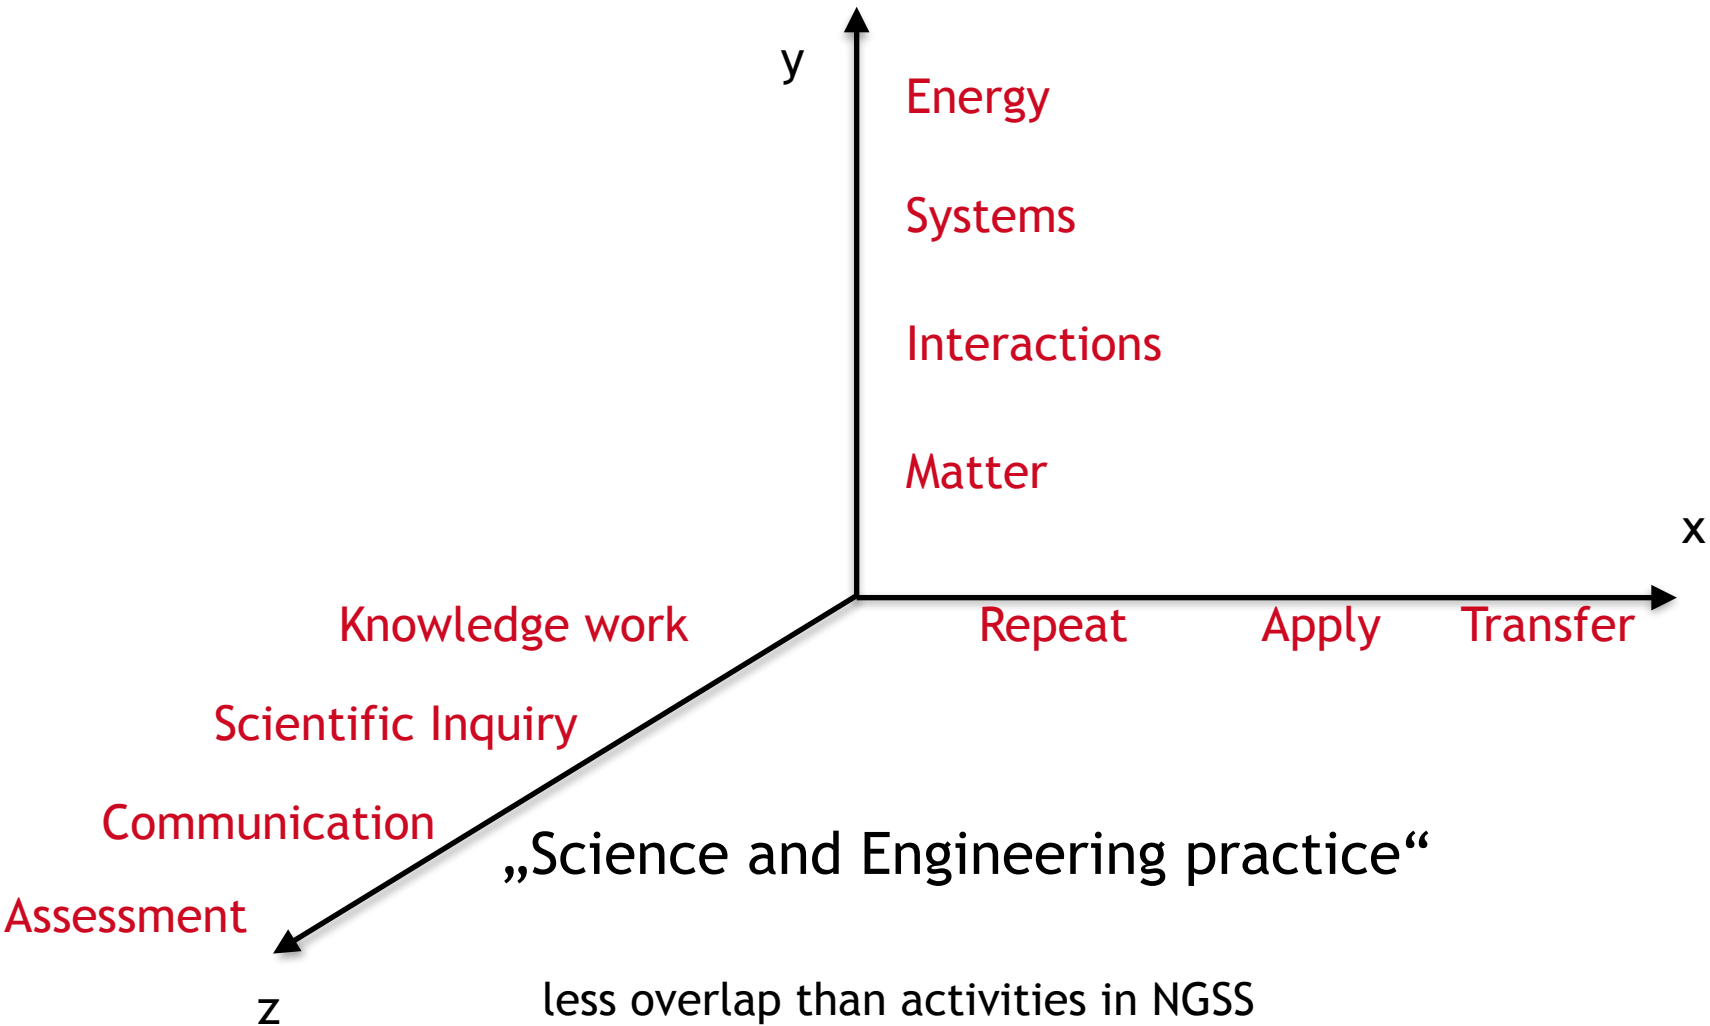 y
Energy
Systems
Interactions
Matter
x
Knowledge work
Repeat
Apply
Transfer
Scientific Inquiry
Communication
„Science and Engineering practice“
Assessment
z
less overlap than activities in NGSS